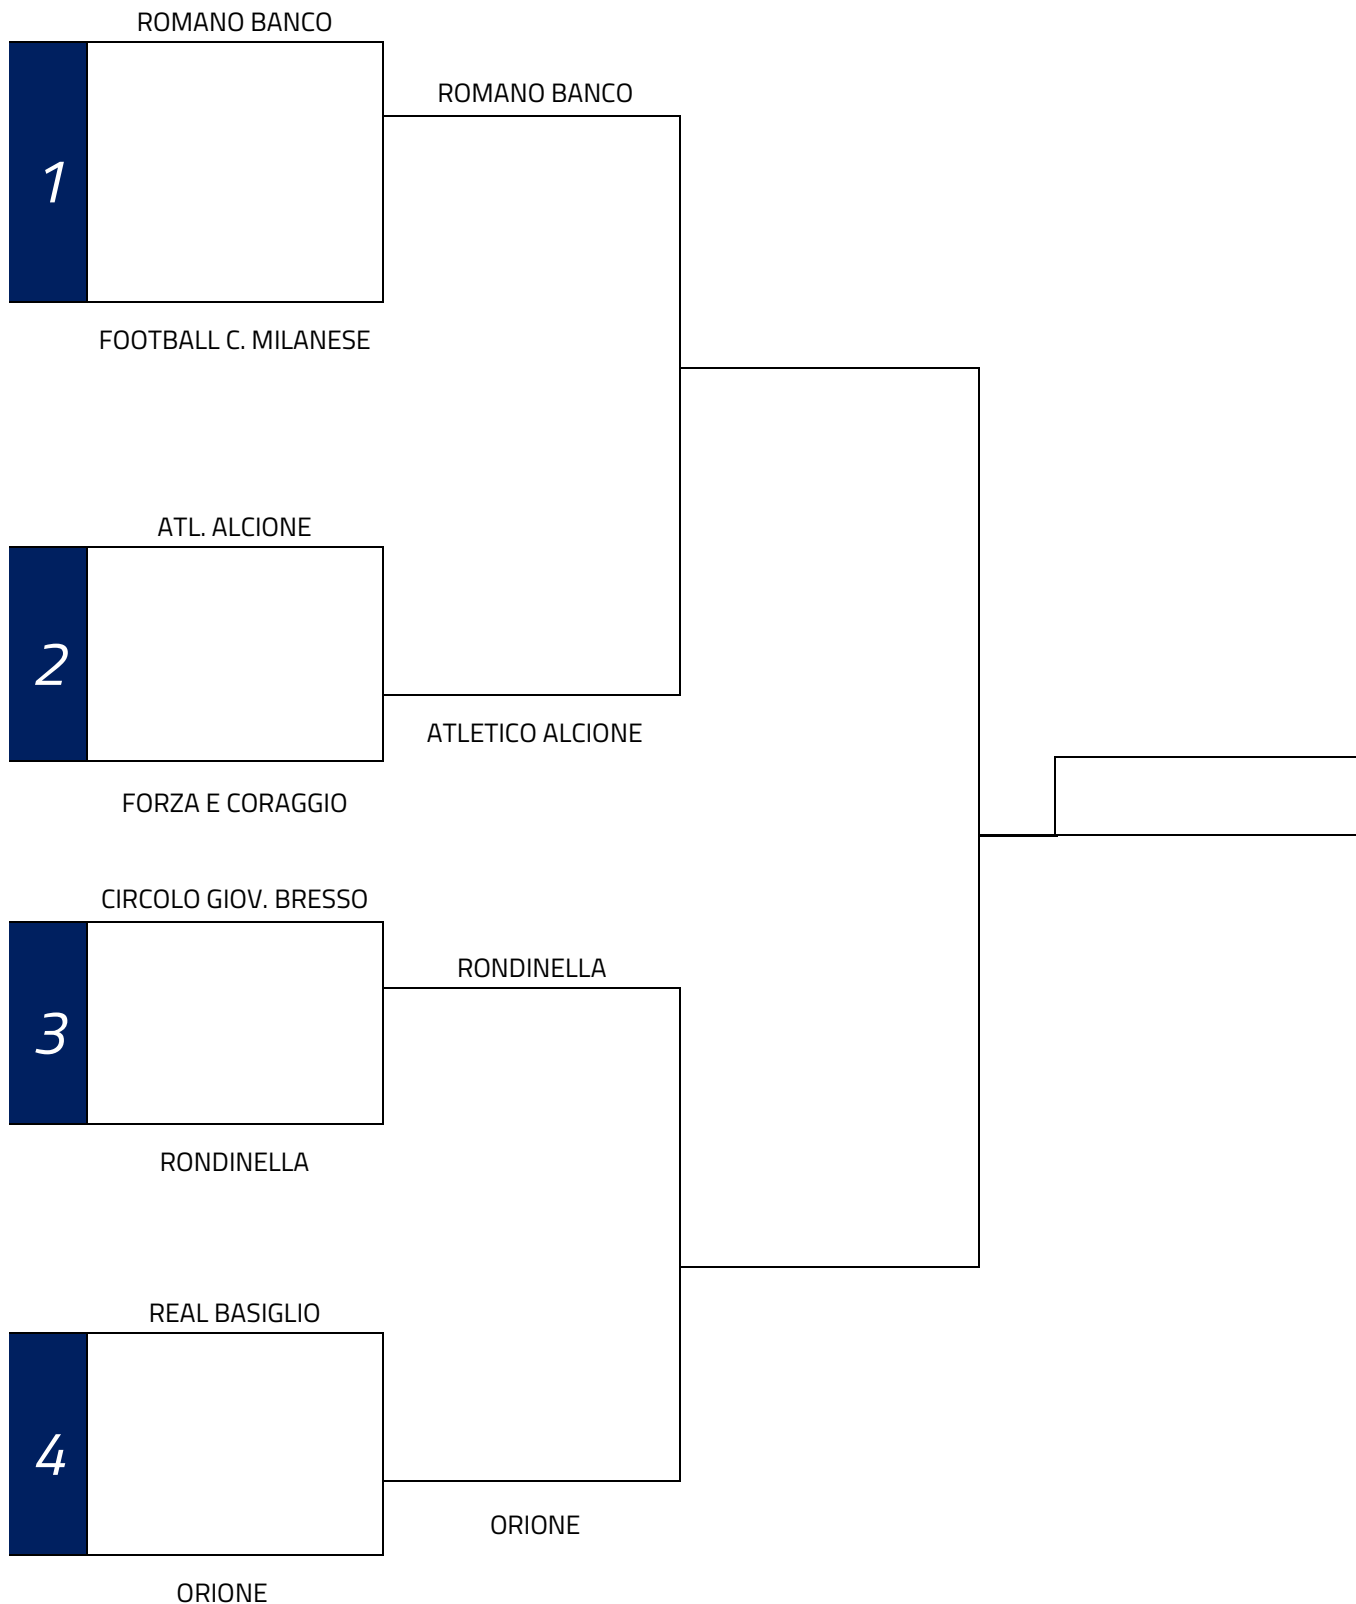 ROMANO BANCO
ROMANO BANCO
1
FOOTBALL C. MILANESE
ATL. ALCIONE
2
ATLETICO ALCIONE
FORZA E CORAGGIO
CIRCOLO GIOV. BRESSO
RONDINELLA
3
RONDINELLA
REAL BASIGLIO
4
ORIONE
ORIONE